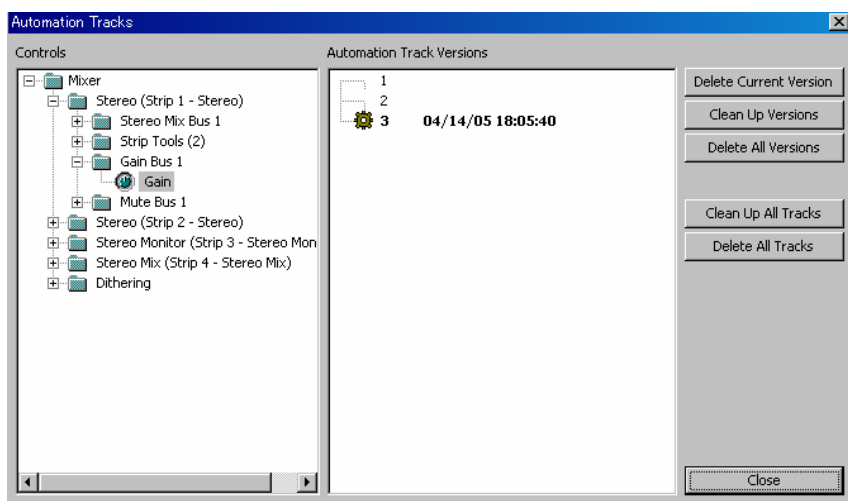 Automation Tracks
Controls
Mixer
Stereo (Strip 1 - Stereo)
Stereo Mix Bus 1
Strip Tools (2)
Gain Bus 1
Gain
Mute Bus 1
Stereo (Strip 2 - Stereo)
Stereo Monitor (Strip 3 - Stereo Mon
Stereo Mix (Strip 4 - Stereo Mix)
Dithering
Automation Track Versions
1
2
3 04/14/05 18:05:40
Delete Current Version
Clean Up Versions
Delete All Versions
Clean Up All Tracks
Delete All Tracks
Close